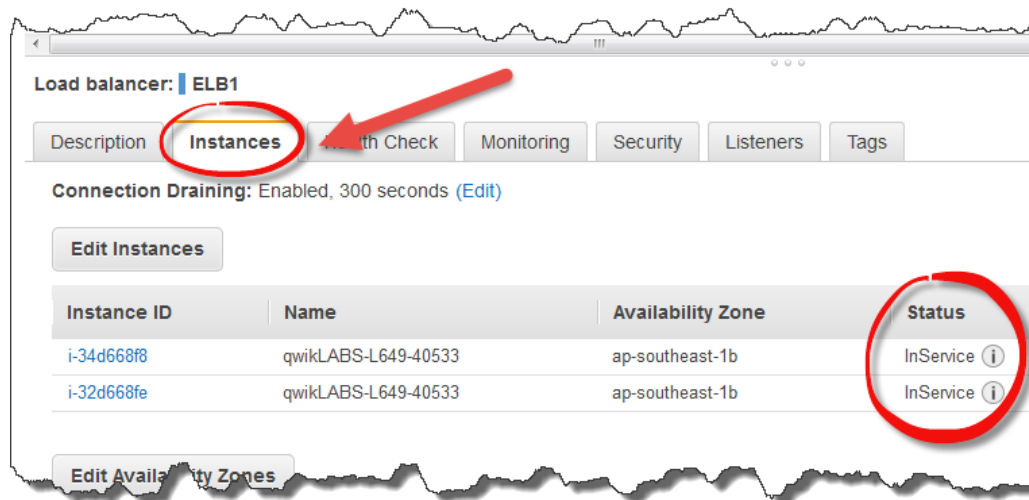 Load balancer: ELB1
Description Instances Check Monitoring Security Listeners Tags
Connection Draining: Enabled, 300 seconds (Edit)
Edit Instances
Instance ID Name Availability Zone Status
i-34d668f8 qwikLABS-L649-40533 ap-southeast-1b InService
i-32d668fe qwikLABS-L649-40533 ap-southeast-1b InService
Edit Availability Zones